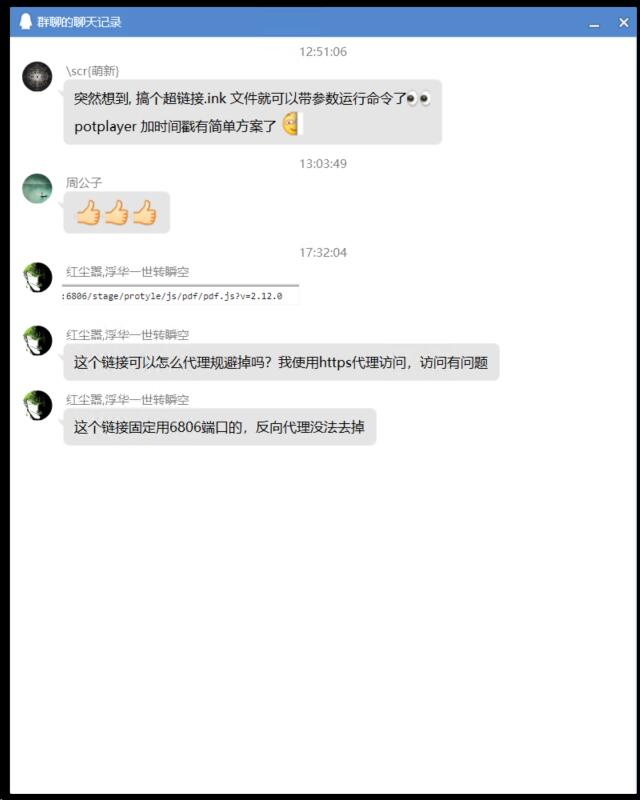 群聊的聊天记录
12:51:06
\scr{萌新}
突然想到, 搞个超链接.ink 文件就可以带参数运行命令了👀
potplayer 加时间戳有简单方案了
13:03:49
周公子
👍👍👍
17:32:04
红尘嚣,浮华一世转瞬空
:6806/stage/protyle/js/pdf/pdf.js?v=2.12.0
红尘嚣,浮华一世转瞬空
这个链接可以怎么代理规避掉吗？我使用https代理访问，访问有问题
红尘嚣,浮华一世转瞬空
这个链接固定用6806端口的，反向代理没法去掉